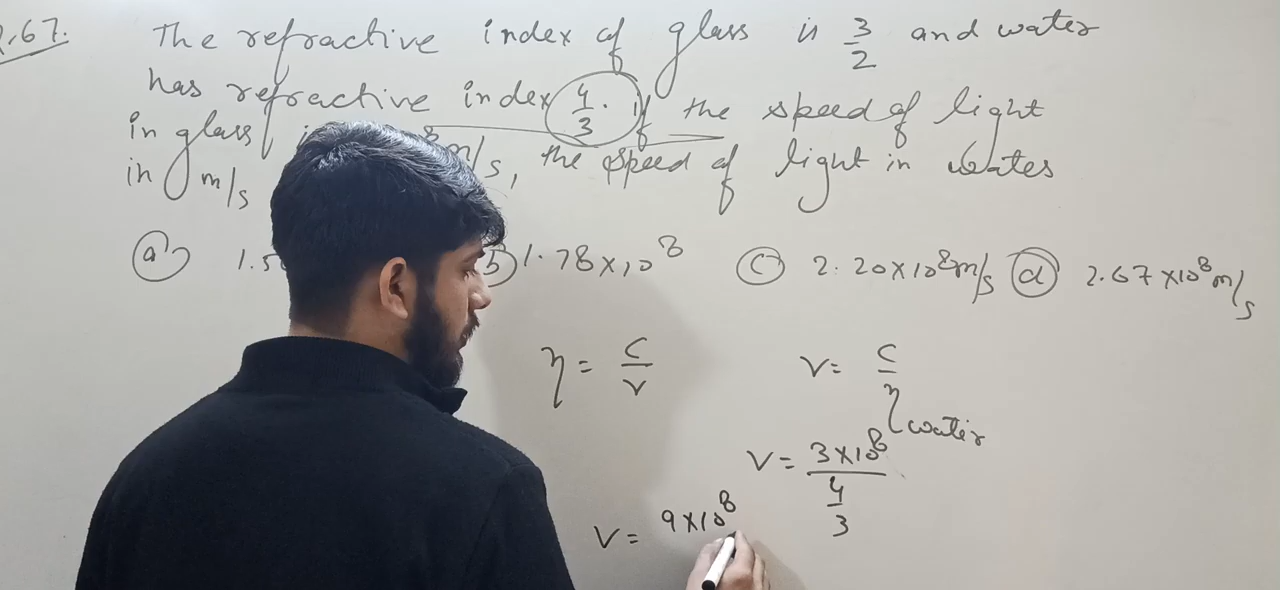 .67. The refractive index of glass is 3/2 and water
has refractive index 4/3. if the speed of light
in glass m/s, the speed of light in water
in m/s
(a) 1.5 (b) 1.78×10⁸ (c) 2.20×10⁸m/s (d) 2.67×10⁸m/s
η = c/v v= c/η water
v= 3×10⁸/(4/3)
v= 9×10⁸